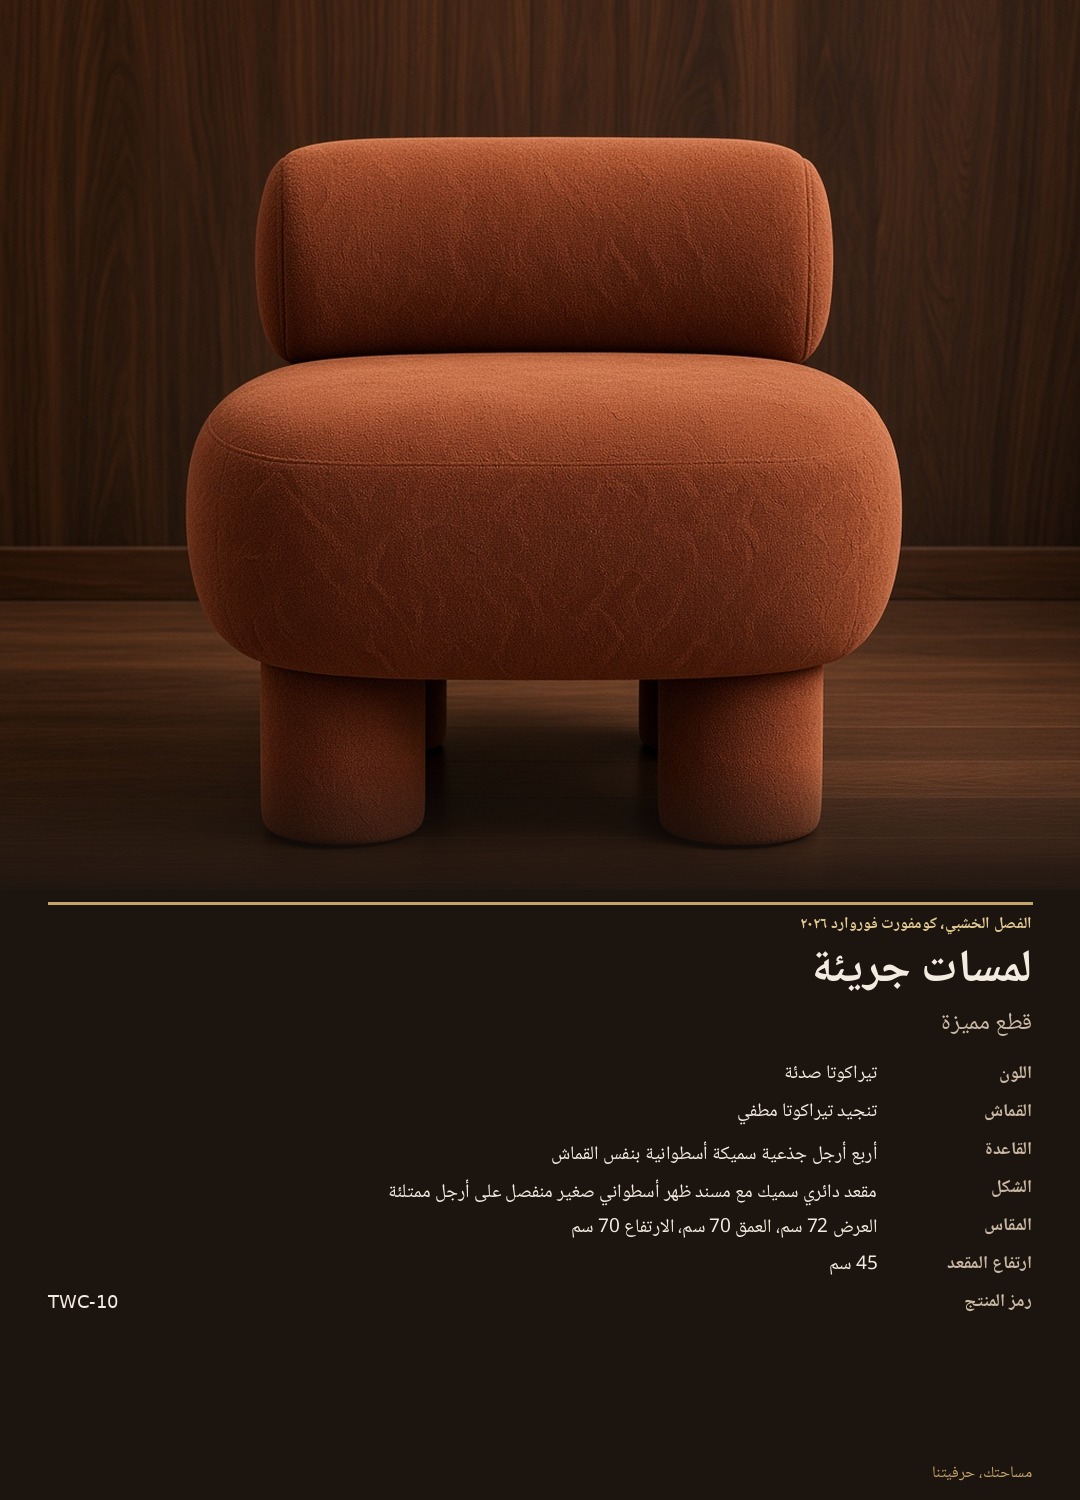 الفصل الخشبي، كومفورت فوروارد ٢٠٢٦
لمسات جريئة
قطع مميزة
اللون تيراكوتا صدئة
القماش تنجيد تيراكوتا مطفي
القاعدة أربع أرجل جذعية سميكة أسطوانية بنفس القماش
الشكل مقعد دائري سميك مع مسند ظهر أسطواني صغير منفصل على أرجل ممتلئة
المقاس العرض 72 سم، العمق 70 سم، الارتفاع 70 سم
ارتفاع المقعد 45 سم
رمز المنتج TWC-10
مساحتك، حرفيتنا